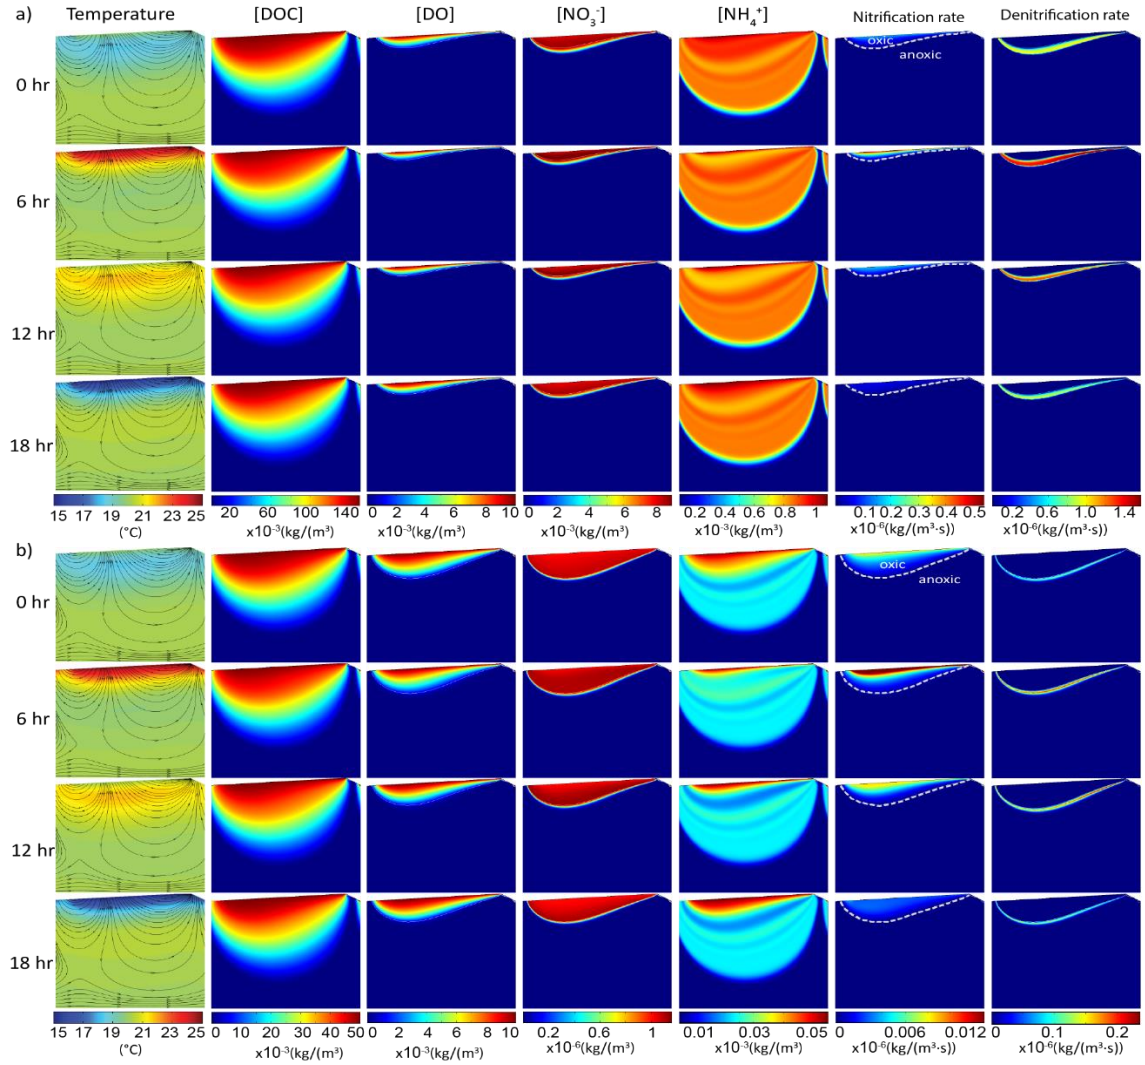 a) Temperature [DOC] [DO] [NO₃⁻] [NH₄⁺] Nitrification rate Denitrification rate
0 hr oxic anoxic
6 hr
12 hr
18 hr
15 17 19 21 23 25 20 60 100 140 0 2 4 6 8 10 0 2 4 6 8 0.2 0.4 0.6 0.8 1 0.1 0.2 0.3 0.4 0.5 0.2 0.6 1.0 1.4
(°C) x10⁻³(kg/(m³) x10⁻³(kg/(m³) x10⁻³(kg/(m³) x10⁻³(kg/(m³) x10⁻⁶(kg/(m³·s)) x10⁻⁶(kg/(m³·s))
b)
0 hr oxic anoxic
6 hr
12 hr
18 hr
15 17 19 21 23 25 0 10 20 30 40 50 0 2 4 6 8 10 0.2 0.6 1 0.01 0.03 0.05 0 0.006 0.012 0 0.1 0.2
(°C) x10⁻³(kg/(m³) x10⁻³(kg/(m³) x10⁻⁶(kg/(m³) x10⁻³(kg/(m³) x10⁻⁶(kg/(m³·s)) x10⁻⁶(kg/(m³·s))